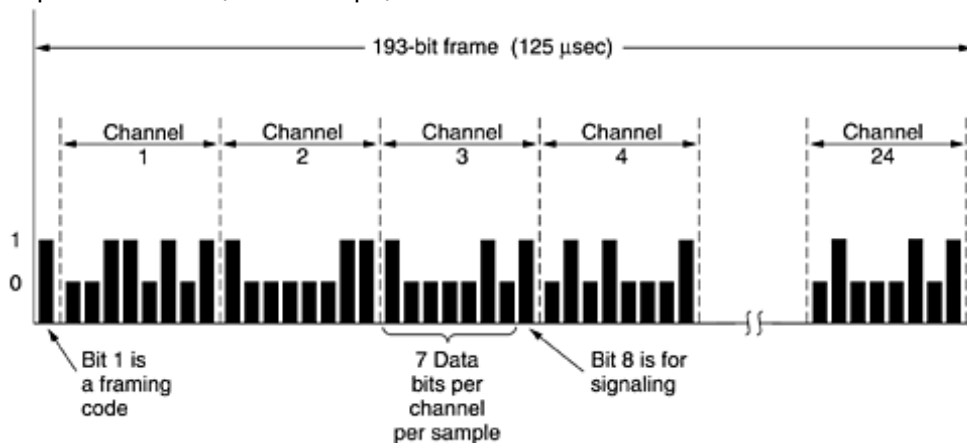 193-bit frame (125 μsec)
Channel
1
Channel
2
Channel
3
Channel
4
Channel
24
1
0
Bit 1 is
a framing
code
7 Data
bits per
channel
per sample
Bit 8 is for
signaling